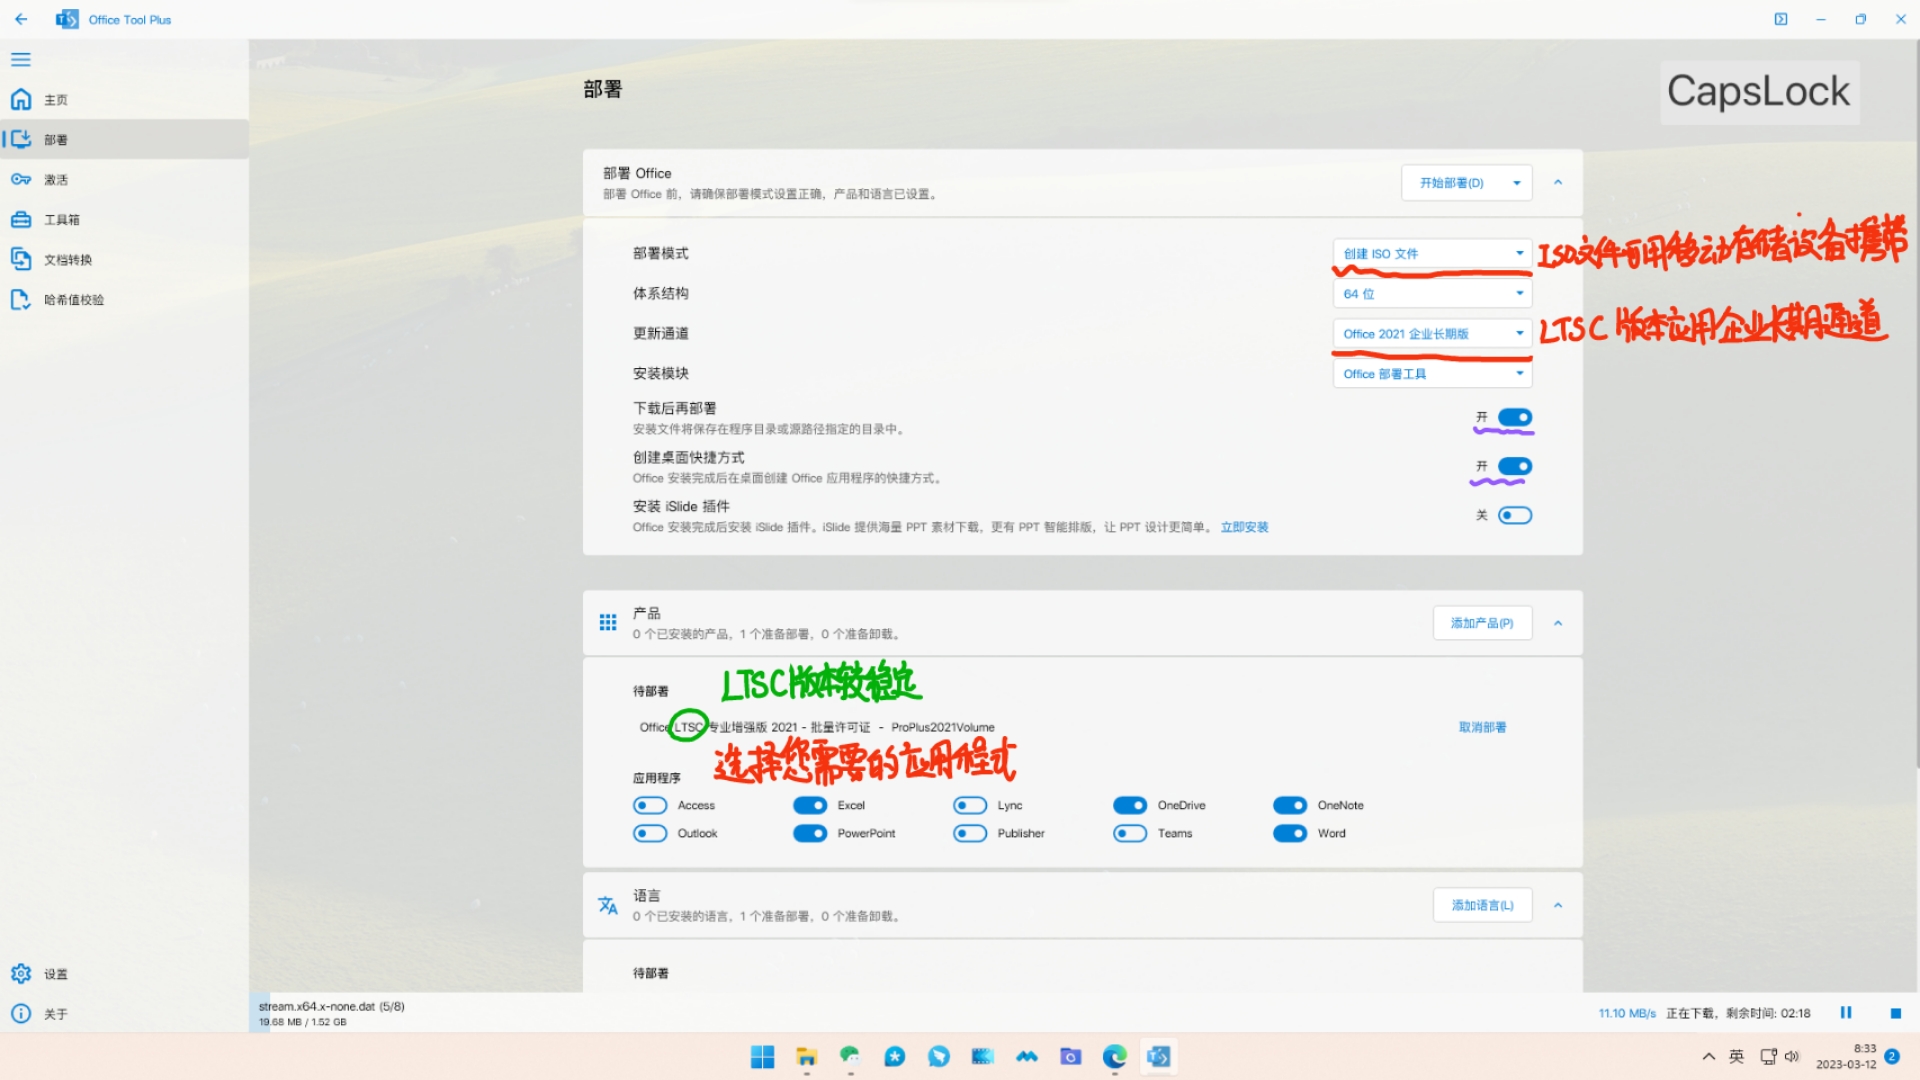 Office Tool Plus
主页
部署
激活
工具箱
文档转换
哈希值校验
设置
关于
部署
CapsLock
部署 Office
部署 Office 前，请确保部署模式设置正确，产品和语言已设置。
开始部署(D)
部署模式
创建 ISO 文件
ISO文件可用移动存储设备携带
体系结构
64 位
更新通道
Office 2021 企业长期版
LTSC版本应用企业长期通道
安装模块
Office 部署工具
下载后再部署
安装文件将保存在程序目录或源路径指定的目录中。
开
创建桌面快捷方式
Office 安装完成后在桌面创建 Office 应用程序的快捷方式。
开
安装 iSlide 插件
Office 安装完成后安装 iSlide 插件。iSlide 提供海量 PPT 素材下载，更有 PPT 智能排版，让 PPT 设计更简单。 立即安装
关
产品
0 个已安装的产品，1 个准备部署，0 个准备卸载。
添加产品(P)
待部署
LTSC版本较稳定
Office LTSC 专业增强版 2021 - 批量许可证 - ProPlus2021Volume
取消部署
选择您需要的应用程式
应用程序
Access Excel Lync OneDrive OneNote
Outlook PowerPoint Publisher Teams Word
语言
0 个已安装的语言，1 个准备部署，0 个准备卸载。
添加语言(L)
待部署
stream.x64.x-none.dat (5/8)
19.68 MB / 1.52 GB
11.10 MB/s 正在下载，剩余时间: 02:18
英
8:33
2023-03-12
2